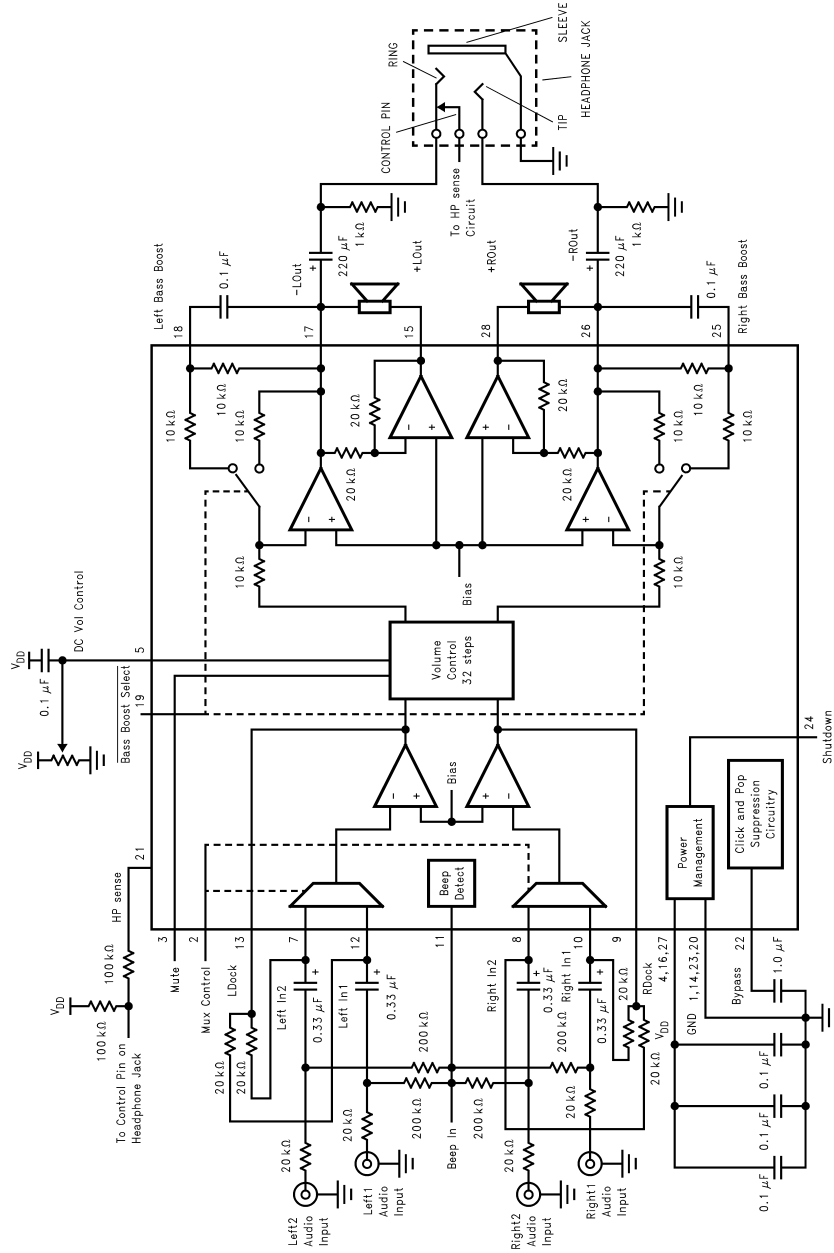 SLEEVE
HEADPHONE JACK
RING
CONTROL PIN
TIP
To HP sense
Circuit
1 kΩ
220 µF
+
-LOut
+LOut
+ROut
-ROut
+
220 µF
1 kΩ
Left Bass Boost
0.1 µF
0.1 µF
Right Bass Boost
18
17
15
28
26
25
10 kΩ
10 kΩ
10 kΩ
20 kΩ
20 kΩ
20 kΩ
20 kΩ
10 kΩ
10 kΩ
10 kΩ
-
+
-
+
-
+
+
-
10 kΩ
Bias
10 kΩ
VDD
0.1 µF
DC Vol Control
5
VDD
Bass Boost Select
19
Volume
Control
32 steps
24
Shutdown
-
+
Bias
+
-
Click and Pop
Suppression
Circuitry
Power
Management
Beep
Detect
HP sense
21
VDD
100 kΩ
100 kΩ
To Control Pin on
Headphone Jack
3
Mute
2
Mux Control
13
LDock
20 kΩ
20 kΩ
7
Left In2
+
0.33 µF
12
Left In1
+
0.33 µF
11
200 kΩ
200 kΩ
Beep In
200 kΩ
200 kΩ
8
Right In2
+
0.33 µF
10
Right In1
+
0.33 µF
9
RDock
20 kΩ
20 kΩ
VDD
4,16,27
GND
1,14,23,20
Bypass
22
1.0 µF
0.1 µF
0.1 µF
0.1 µF
20 kΩ
Left2
Audio
Input
20 kΩ
Left1
Audio
Input
20 kΩ
Right2
Audio
Input
20 kΩ
Right1
Audio
Input